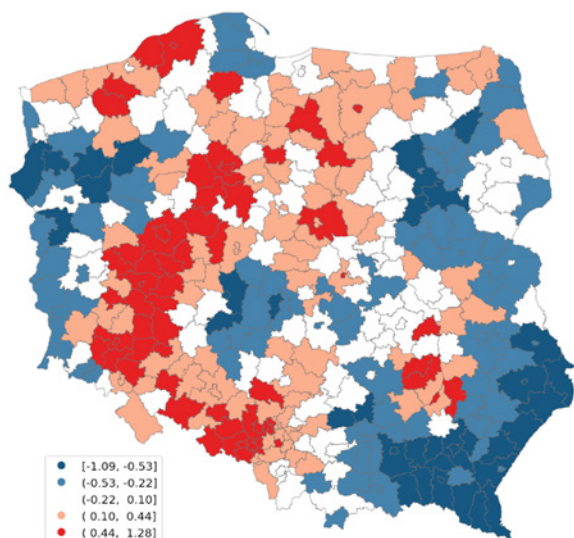 [-1.09, -0.53]
(-0.53, -0.22]
(-0.22, 0.10]
( 0.10, 0.44]
( 0.44, 1.28]